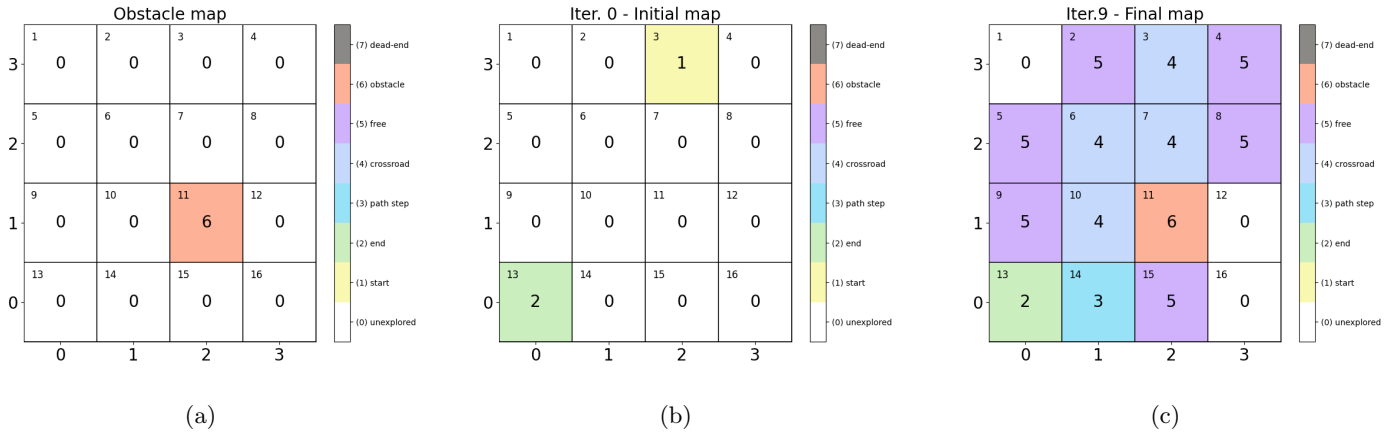 Obstacle map
1 2 3 4
3 0 0 0 0
5 6 7 8
2 0 0 0 0
9 10 11 12
1 0 0 6 0
13 14 15 16
0 0 0 0 0
0 1 2 3
(7) dead-end
(6) obstacle
(5) free
(4) crossroad
(3) path step
(2) end
(1) start
(0) unexplored
(a)
Iter. 0 - Initial map
1 2 3 4
3 0 0 1 0
5 6 7 8
2 0 0 0 0
9 10 11 12
1 0 0 0 0
13 14 15 16
0 2 0 0 0
0 1 2 3
(7) dead-end
(6) obstacle
(5) free
(4) crossroad
(3) path step
(2) end
(1) start
(0) unexplored
(b)
Iter.9 - Final map
1 2 3 4
3 0 5 4 5
5 6 7 8
2 5 4 4 5
9 10 11 12
1 5 4 6 0
13 14 15 16
0 2 3 5 0
0 1 2 3
(7) dead-end
(6) obstacle
(5) free
(4) crossroad
(3) path step
(2) end
(1) start
(0) unexplored
(c)